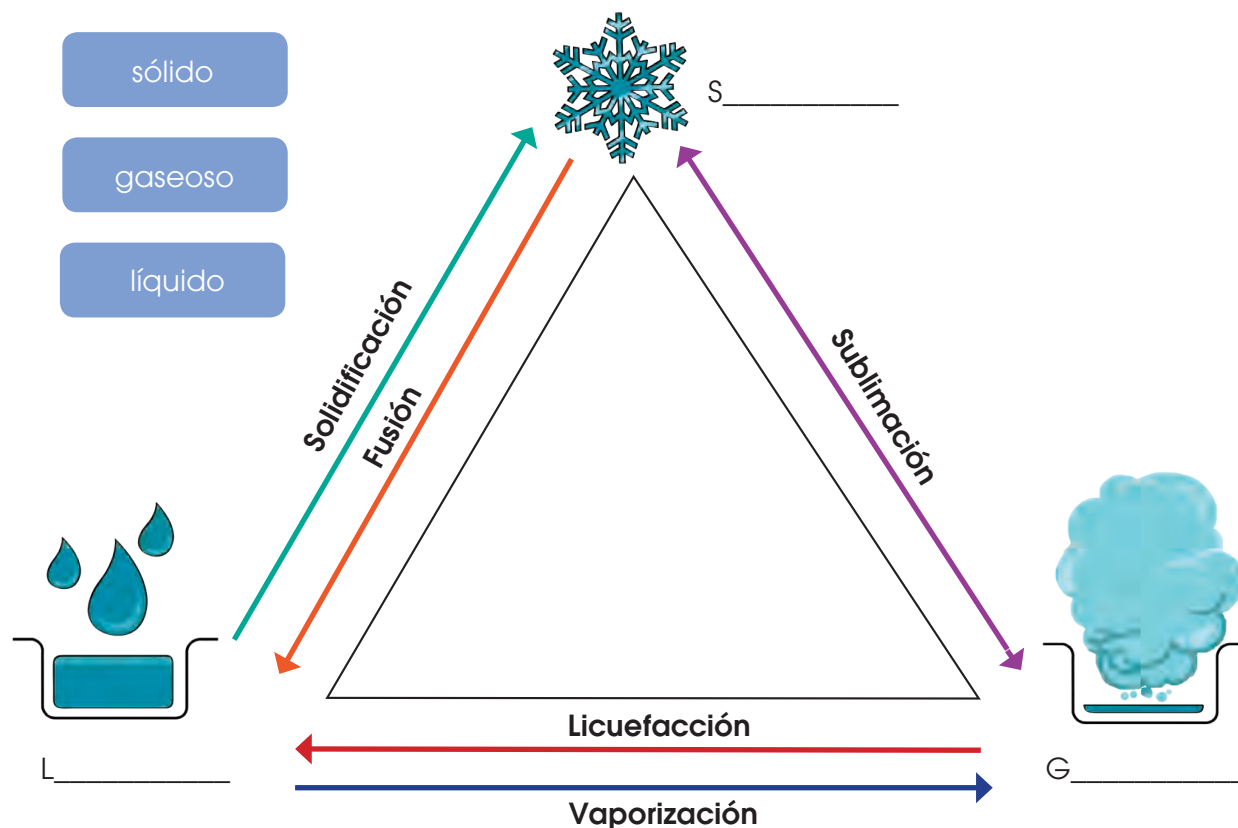 sólido
gaseoso
líquido
S___________
Solidificación
Fusión
Sublimación
Licuefacción
Vaporización
L___________
G___________